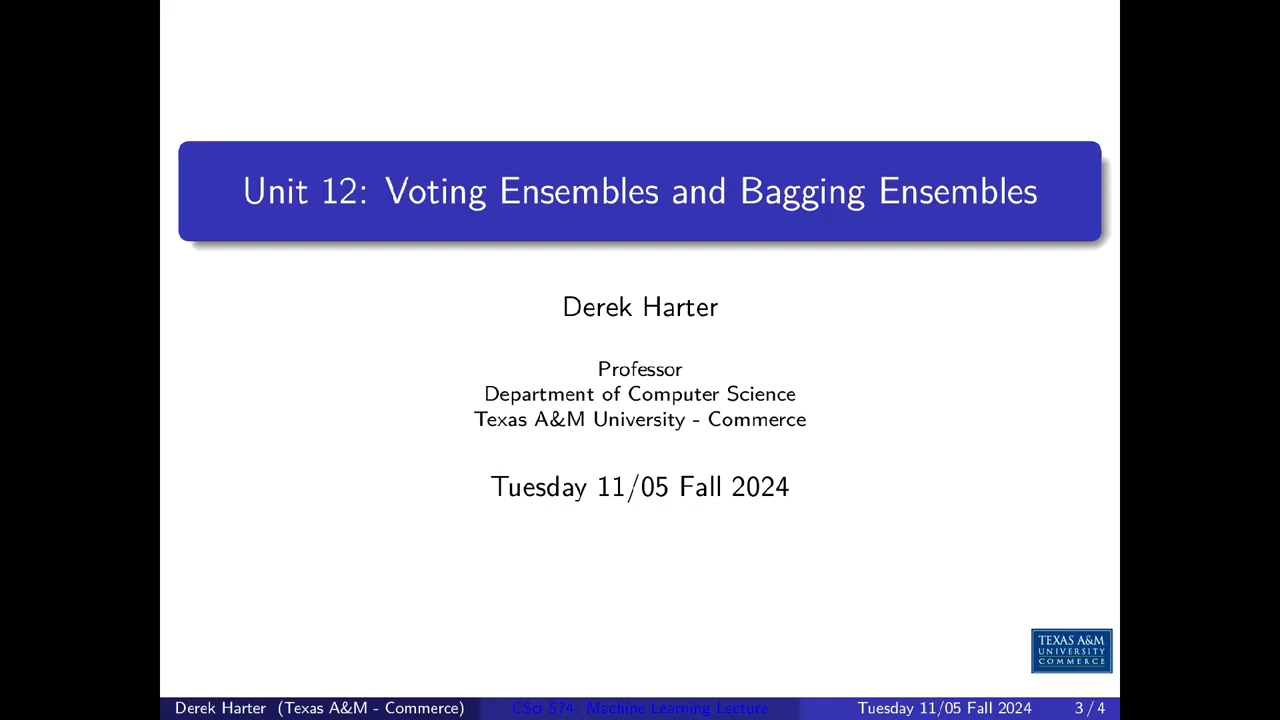 Unit 12: Voting Ensembles and Bagging Ensembles
Derek Harter
Professor
Department of Computer Science
Texas A&M University - Commerce
Tuesday 11/05 Fall 2024
TEXAS A&M
UNIVERSITY
COMMERCE
Derek Harter (Texas A&M - Commerce) CSci 574: Machine Learning Lecture Tuesday 11/05 Fall 2024 3 / 4